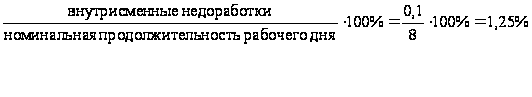 внутрисменные недоработки
номинальная продолжительность рабочего дня ·100% = 0,1
8 ·100% = 1,25%